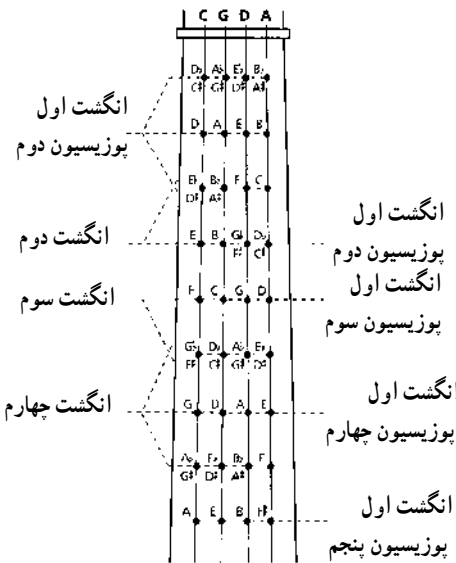 C G D A
D♭ A♭ E♭ B♭
C# G# D# A#
D A E B
E♭ B♭ F C
D# A#
E B G♭ D♭
F# C#
F C G D
G♭ D♭ A♭ E♭
F# C# G# D#
G D A E
A♭ E♭ B♭ F
G# D# A#
A E B F#
انگشت اول
پوزیسیون دوم
انگشت دوم
انگشت سوم
انگشت چهارم
انگشت اول
پوزیسیون دوم
انگشت اول
پوزیسیون سوم
انگشت اول
پوزیسیون چهارم
انگشت اول
پوزیسیون پنجم